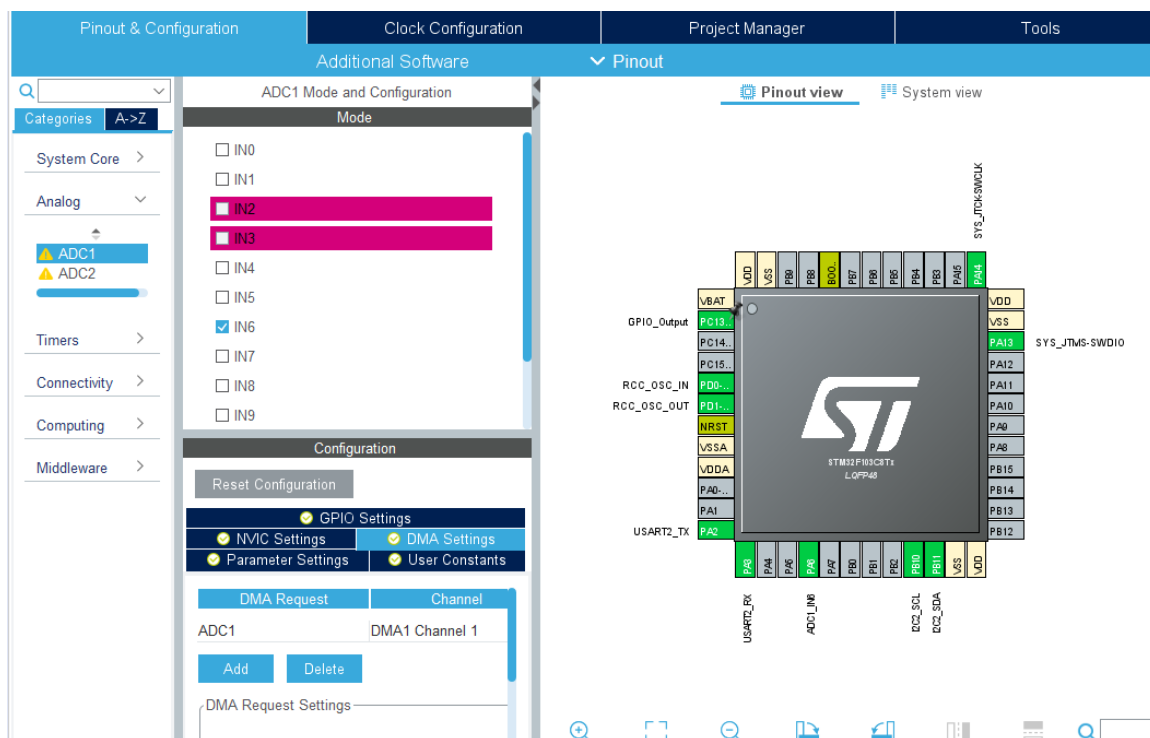 Pinout & Configuration
Clock Configuration
Project Manager
Tools
Additional Software
Pinout
Categories
A->Z
System Core
Analog
ADC1
ADC2
Timers
Connectivity
Computing
Middleware
ADC1 Mode and Configuration
Mode
IN0
IN1
IN2
IN3
IN4
IN5
IN6
IN7
IN8
IN9
Configuration
Reset Configuration
GPIO Settings
NVIC Settings
DMA Settings
Parameter Settings
User Constants
DMA Request
Channel
ADC1
DMA1 Channel 1
Add
Delete
DMA Request Settings
Pinout view
System view
SYS_JTCK-SWCLK
VDD
VSS
PB9
PB8
BOO..
PB7
PB6
PB5
PB4
PB3
PA15
PA14
VBAT
GPIO_Output
PC13..
PC14..
PC15..
RCC_OSC_IN
PD0-..
RCC_OSC_OUT
PD1-..
NRST
VSSA
VDDA
PA0-..
PA1
USART2_TX
PA2
VDD
VSS
PA13
SYS_JTMS-SWDIO
PA12
PA11
PA10
PA9
PA8
PB15
PB14
PB13
PB12
STM32F103C8Tx
LQFP48
PA3
PA4
PA5
PA6
PA7
PB0
PB1
PB2
PB10
PB11
VSS
VDD
USART2_RX
ADC1_IN6
I2C2_SCL
I2C2_SDA